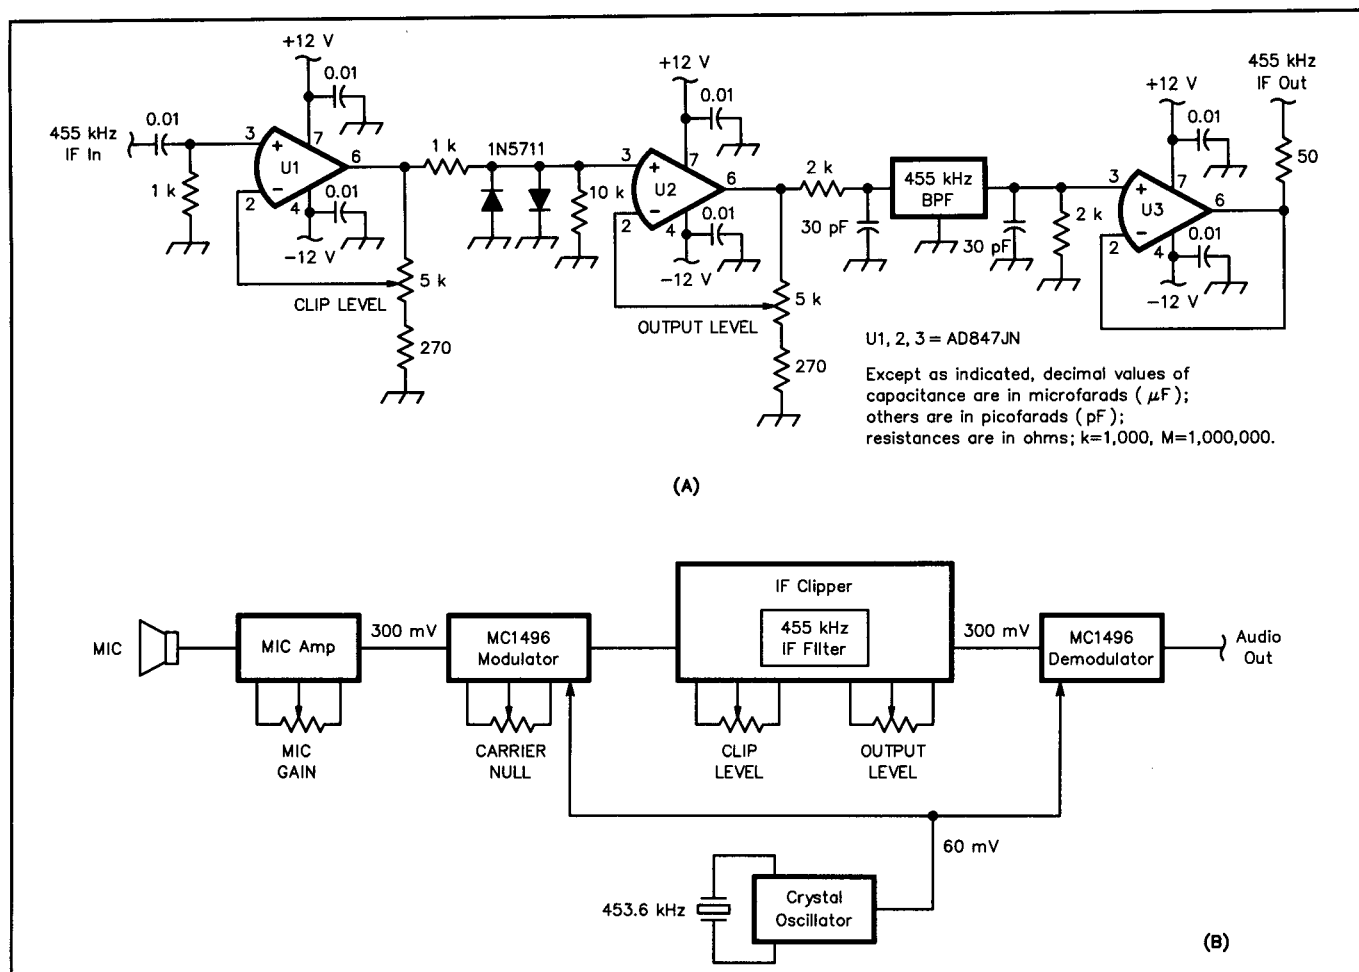 +12 V
0.01
455 kHz
IF In
0.01
3
+
7
U1
6
1 k
−
2
4
0.01
−12 V
5 k
CLIP LEVEL
270
1 k
1N5711
10 k
+12 V
0.01
3
+
7
U2
6
−
2
4
0.01
−12 V
5 k
OUTPUT LEVEL
270
2 k
30 pF
455 kHz
BPF
30 pF
2 k
+12 V
0.01
3
+
7
U3
6
−
2
4
0.01
−12 V
455 kHz
IF Out
50
U1, 2, 3 = AD847JN
Except as indicated, decimal values of
capacitance are in microfarads ( μF);
others are in picofarads (pF);
resistances are in ohms; k=1,000, M=1,000,000.
(A)
MIC
MIC Amp
MIC
GAIN
300 mV
MC1496
Modulator
CARRIER
NULL
IF Clipper
455 kHz
IF Filter
CLIP
LEVEL
OUTPUT
LEVEL
300 mV
MC1496
Demodulator
Audio
Out
60 mV
453.6 kHz
Crystal
Oscillator
(B)